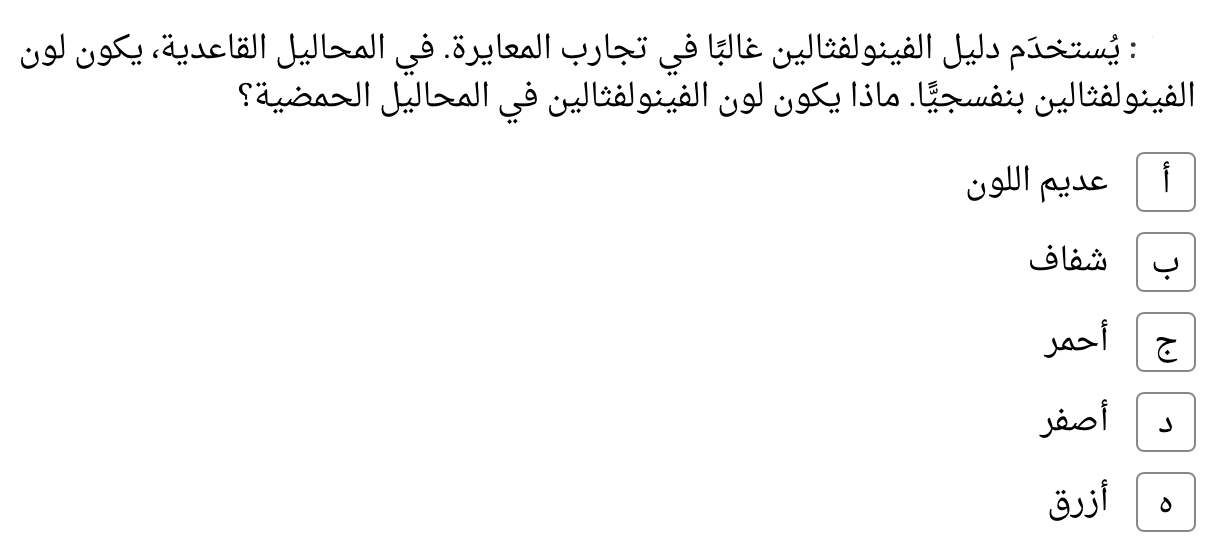 : يُستخدَم دليل الفينولفثالين غالبًا في تجارب المعايرة. في المحاليل القاعدية، يكون لون
الفينولفثالين بنفسجيًّا. ماذا يكون لون الفينولفثالين في المحاليل الحمضية؟
أ عديم اللون
ب شفاف
ج أحمر
د أصفر
ه أزرق